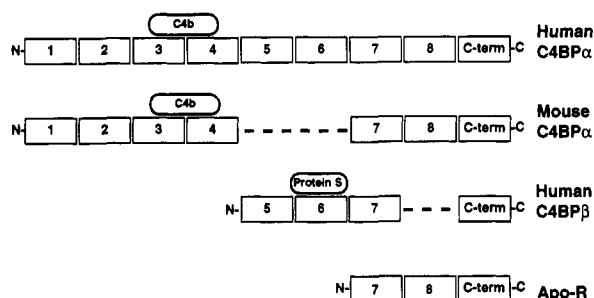 C4b
N- 1 2 3 4 5 6 7 8 C-term -C
Human
C4BPα
C4b
N- 1 2 3 4 7 8 C-term -C
Mouse
C4BPα
Protein S
N- 5 6 7 C-term -C
Human
C4BPβ
N- 7 8 C-term -C
Apo-R